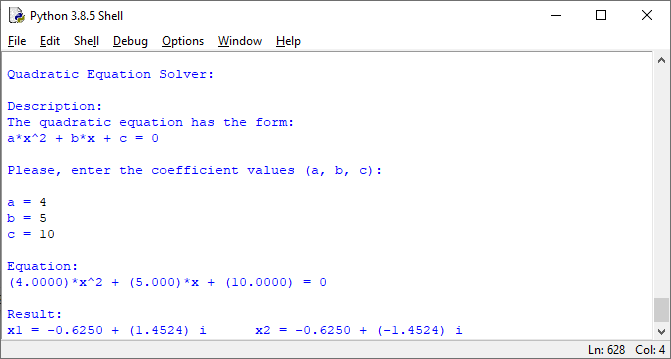 Python 3.8.5 Shell
File Edit Shell Debug Options Window Help
Quadratic Equation Solver:
Description:
The quadratic equation has the form:
a*x^2 + b*x + c = 0
Please, enter the coefficient values (a, b, c):
a = 4
b = 5
c = 10
Equation:
(4.0000)*x^2 + (5.000)*x + (10.0000) = 0
Result:
x1 = -0.6250 + (1.4524) i      x2 = -0.6250 + (-1.4524) i
Ln: 628 Col: 4